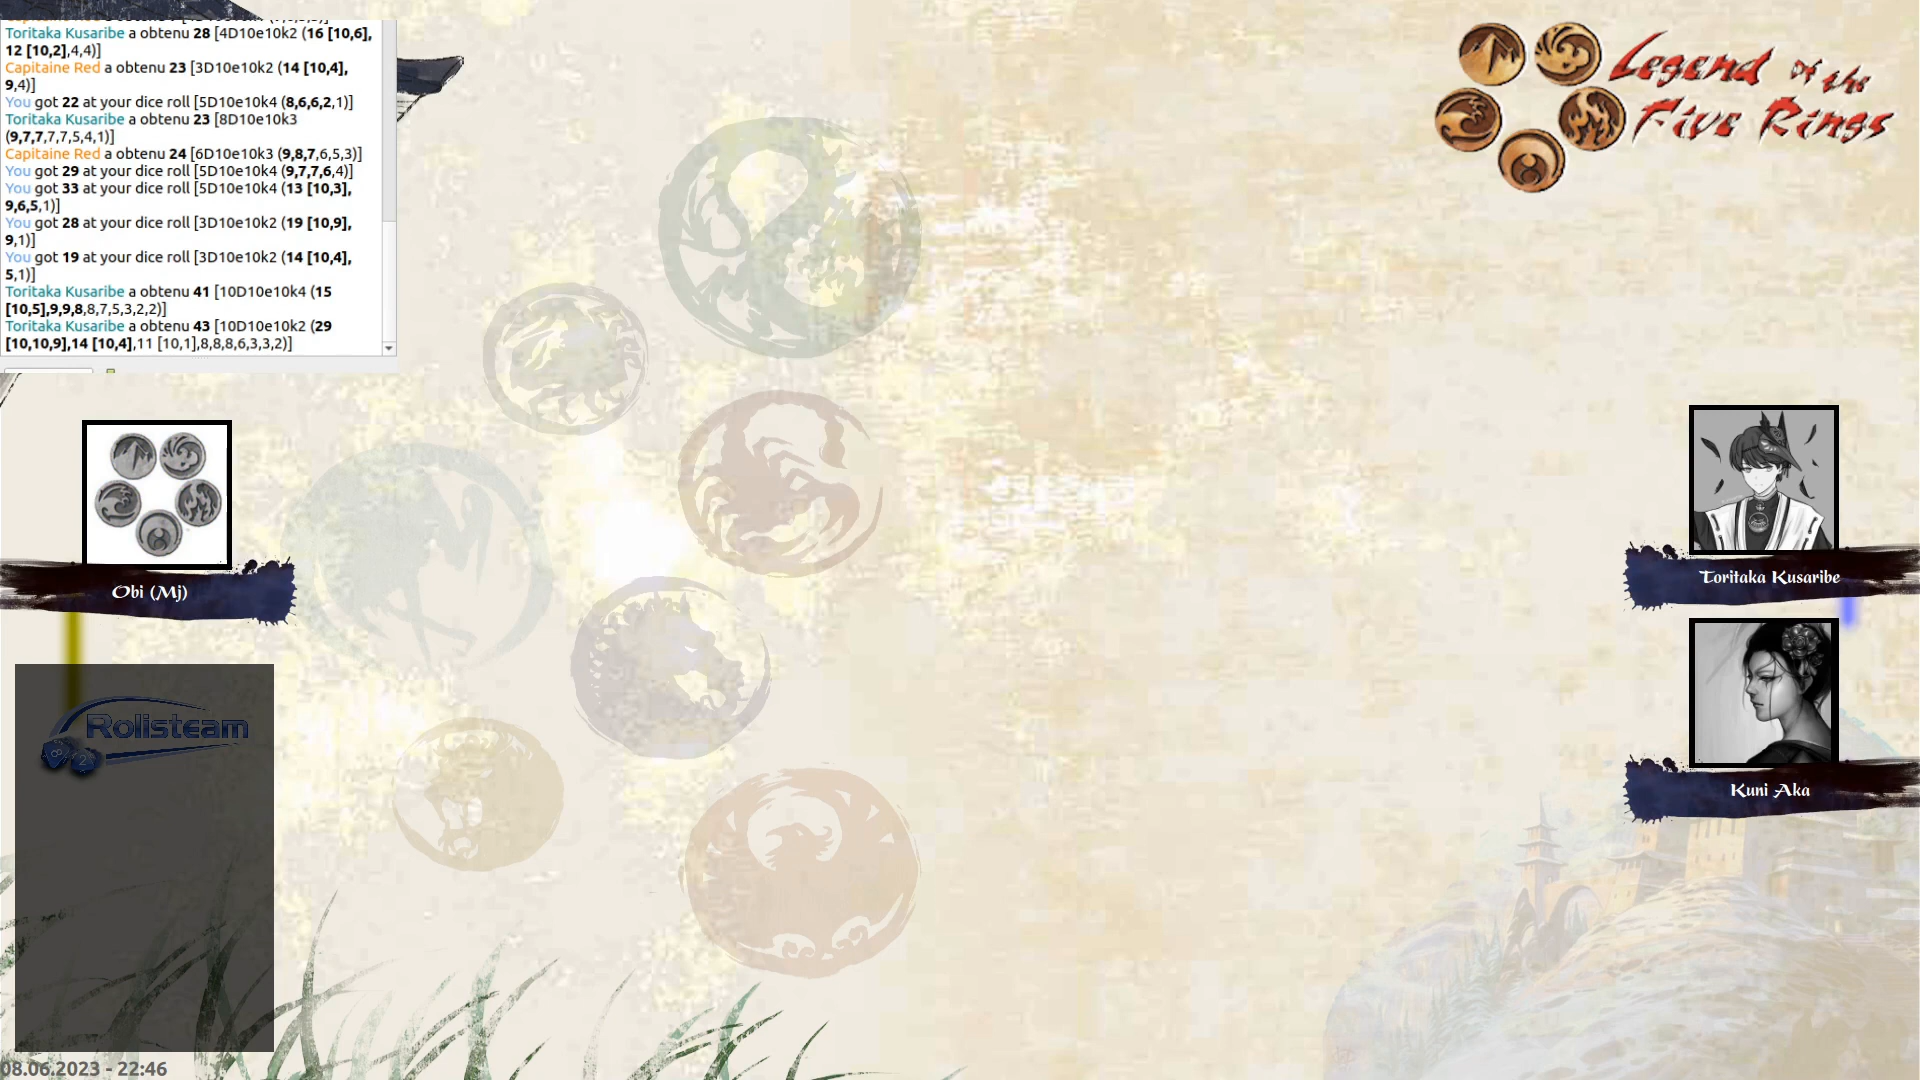 Toritaka Kusaribe a obtenu 28 [4D10e10k2 (16 [10,6],
12 [10,2],4,4)]
Capitaine Red a obtenu 23 [3D10e10k2 (14 [10,4],
9,4)]
You got 22 at your dice roll [5D10e10k4 (8,6,6,2,1)]
Toritaka Kusaribe a obtenu 23 [8D10e10k3
(9,7,7,7,7,5,4,1)]
Capitaine Red a obtenu 24 [6D10e10k3 (9,8,7,6,5,3)]
You got 29 at your dice roll [5D10e10k4 (9,7,7,6,4)]
You got 33 at your dice roll [5D10e10k4 (13 [10,3],
9,6,5,1)]
You got 28 at your dice roll [3D10e10k2 (19 [10,9],
9,1)]
You got 19 at your dice roll [3D10e10k2 (14 [10,4],
5,1)]
Toritaka Kusaribe a obtenu 41 [10D10e10k4 (15
[10,5],9,9,8,8,7,5,3,2,2)]
Toritaka Kusaribe a obtenu 43 [10D10e10k2 (29
[10,10,9],14 [10,4],11 [10,1],8,8,8,6,3,3,2)]
Legend of the
Five Rings
Obi (Mj)
Toritaka Kusaribe
Kuni Aka
Rolisteam
8
2
08.06.2023 - 22:46